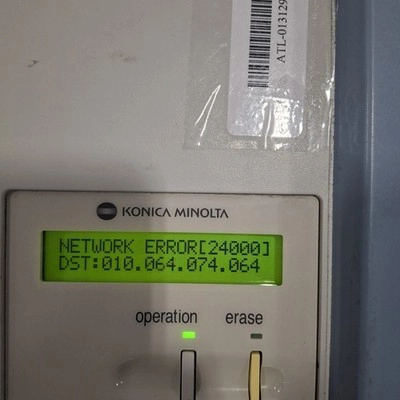 ATL-013129
KONICA MINOLTA
NETWORK ERROR[24000]
DST:010.064.074.064
operation
erase